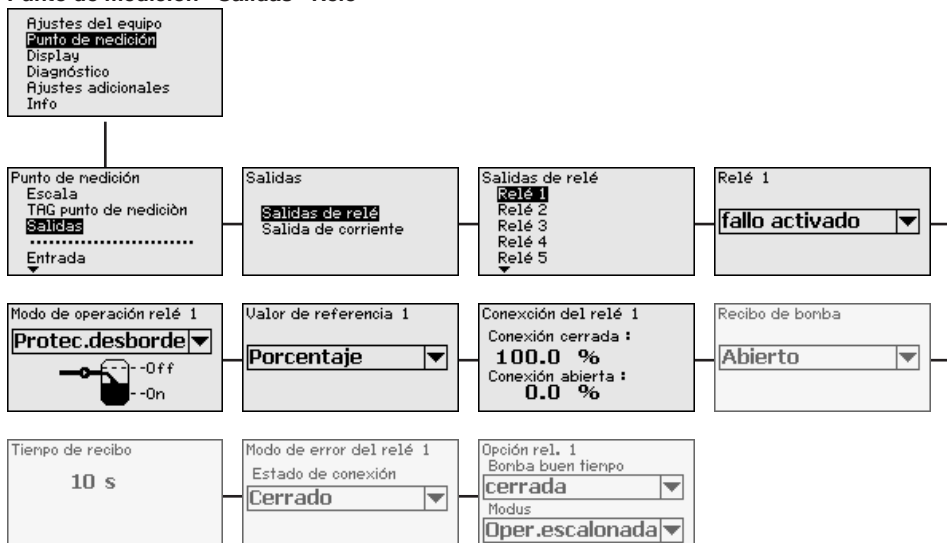 Punto de medición - Salidas - Relé
Ajustes del equipo
Punto de medición
Display
Diagnóstico
Ajustes adicionales
Info
Punto de medición
Escala
TAG punto de mediciòn
Salidas
Entrada
Salidas
Salidas de relé
Salida de corriente
Salidas de relé
Relé 1
Relé 2
Relé 3
Relé 4
Relé 5
Relé 1
fallo activado
Modo de operación relé 1
Protec.desborde
Off
On
Valor de referencia 1
Porcentaje
Conexción del relé 1
Conexión cerrada :
100.0 %
Conexión abierta :
0.0 %
Recibo de bomba
Abierto
Tiempo de recibo
10 s
Modo de error del relé 1
Estado de conexión
Cerrado
Opción rel. 1
Bomba buen tiempo
cerrada
Modus
Oper.escalonada